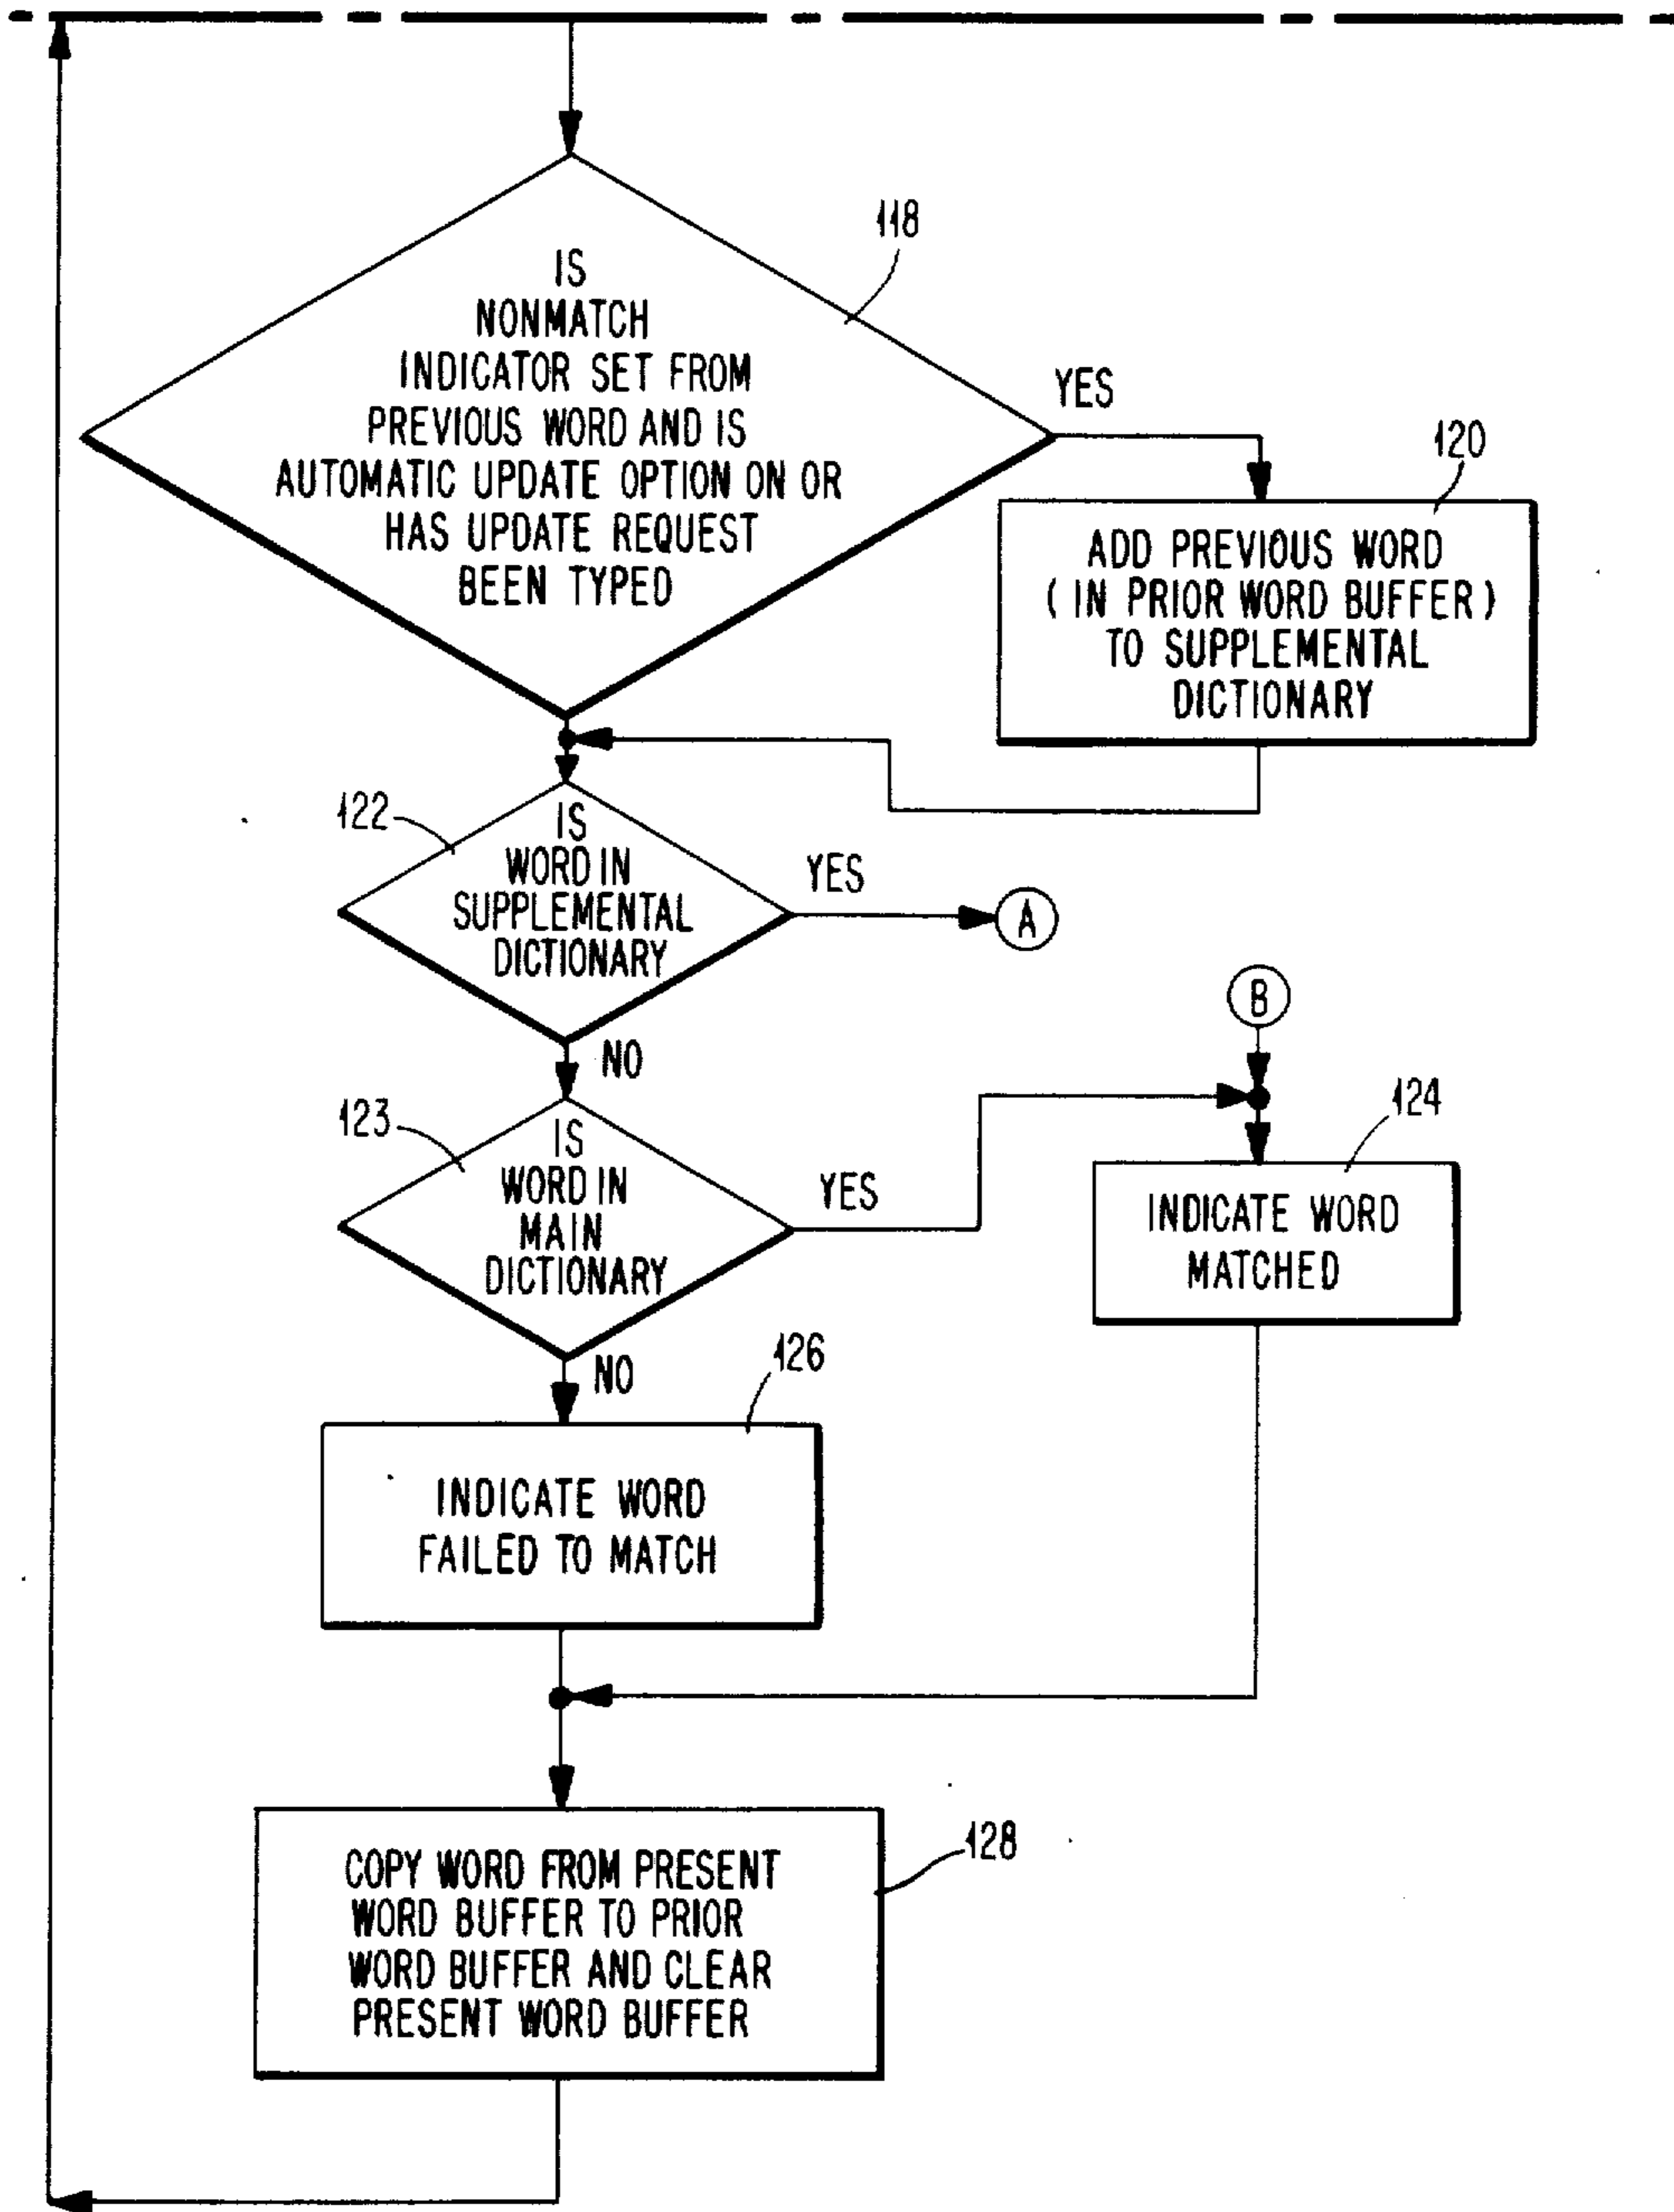 118
IS
NONMATCH
INDICATOR SET FROM
PREVIOUS WORD AND IS
AUTOMATIC UPDATE OPTION ON OR
HAS UPDATE REQUEST
BEEN TYPED
YES
120
ADD PREVIOUS WORD
(IN PRIOR WORD BUFFER)
TO SUPPLEMENTAL
DICTIONARY
122
IS
WORD IN
SUPPLEMENTAL
DICTIONARY
YES
A
NO
B
123
IS
WORD IN
MAIN
DICTIONARY
YES
124
INDICATE WORD
MATCHED
NO
126
INDICATE WORD
FAILED TO MATCH
128
COPY WORD FROM PRESENT
WORD BUFFER TO PRIOR
WORD BUFFER AND CLEAR
PRESENT WORD BUFFER